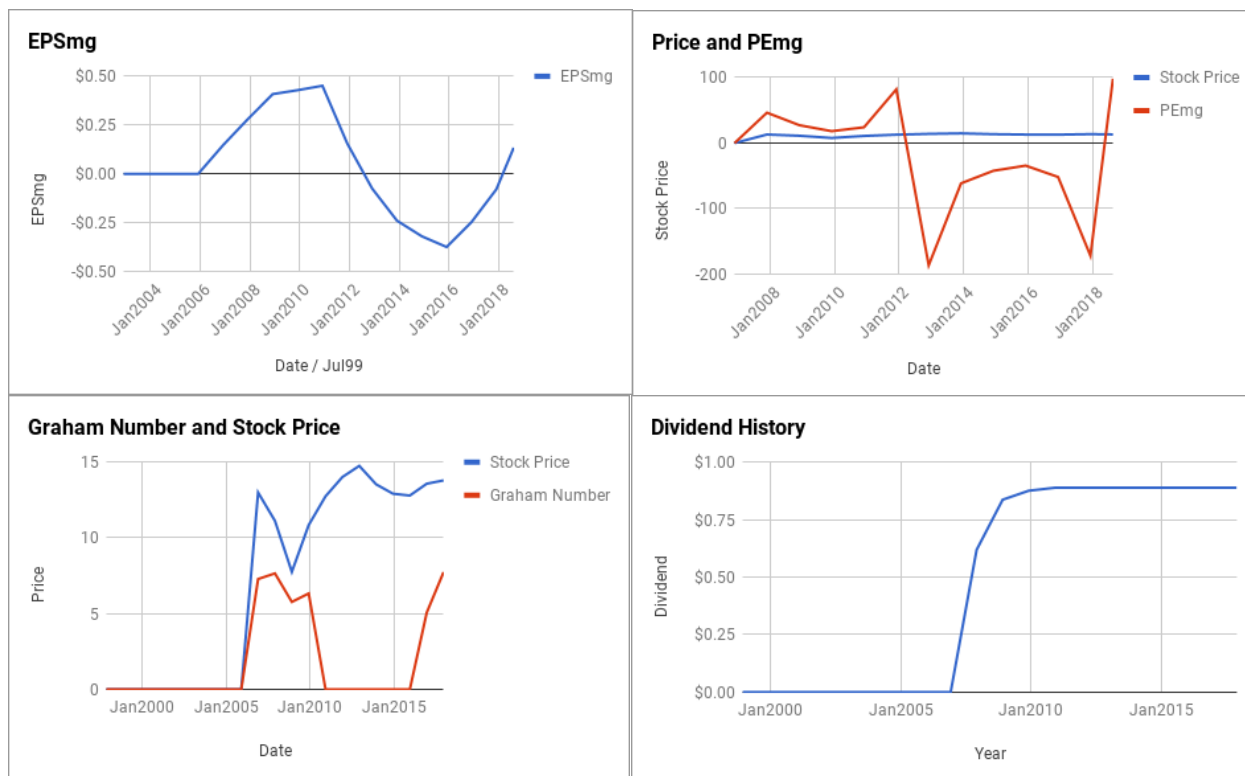 EPSmg
EPSmg
$0.50
$0.25
$0.00
-$0.25
-$0.50
EPSmg
Jan2004
Jan2006
Jan2008
Jan2010
Jan2012
Jan2014
Jan2016
Jan2018
Date / Jul99
Price and PEmg
Stock Price
PEmg
100
0
-100
-200
Stock Price
Jan2008
Jan2010
Jan2012
Jan2014
Jan2016
Jan2018
Date
Graham Number and Stock Price
Stock Price
Graham Number
15
10
5
0
Price
Jan2000
Jan2005
Jan2010
Jan2015
Date
Dividend History
$1.00
$0.75
$0.50
$0.25
$0.00
Dividend
Jan2000
Jan2005
Jan2010
Jan2015
Year